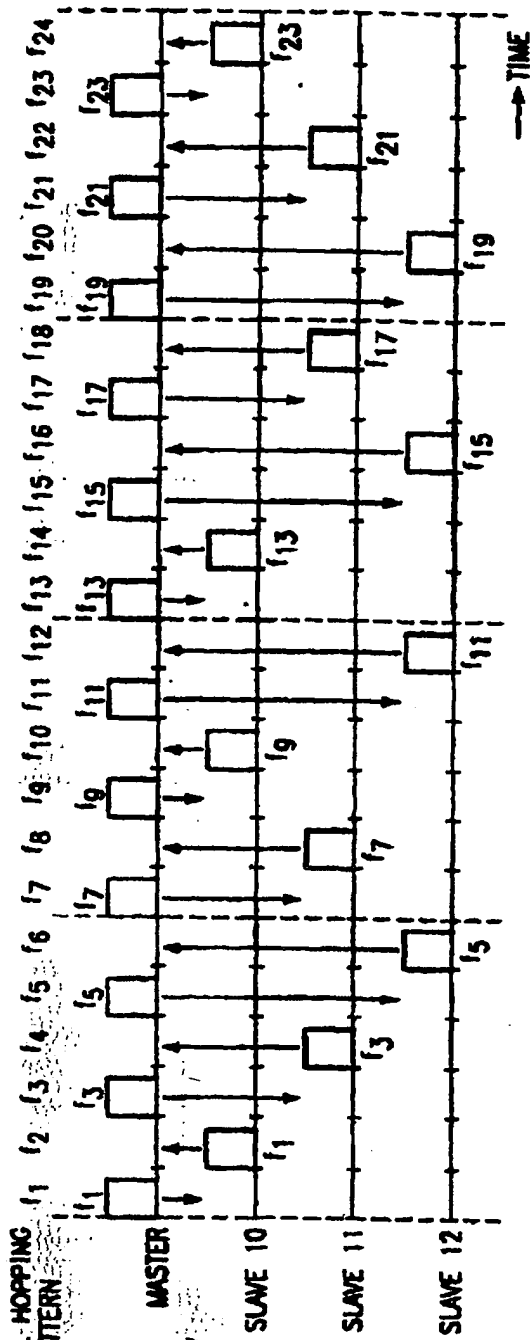 HOPPING
TTERN f1 f2 f3 f4 f5 f6 f7 f8 f9 f10 f11 f12 f13 f14 f15 f16 f17 f18 f19 f20 f21 f22 f23 f24
f1 f3 f5 f7 f9 f11 f13 f15 f17 f19 f21 f23
MASTER
SLAVE 10 f1 f9 f13 f23
SLAVE 11 f3 f7 f17 f21
SLAVE 12 f5 f11 f15 f19
TIME